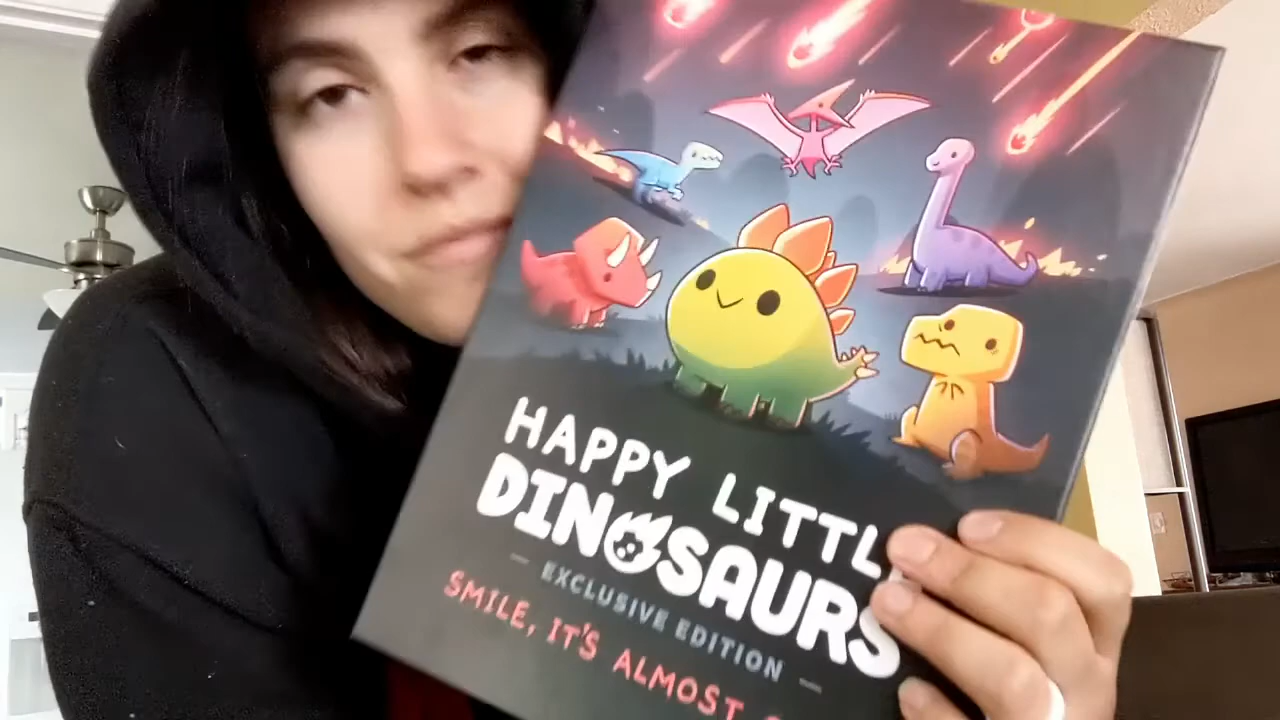 HAPPY LITTL
DINOSAURS
— EXCLUSIVE EDITION —
SMILE, IT'S ALMOST